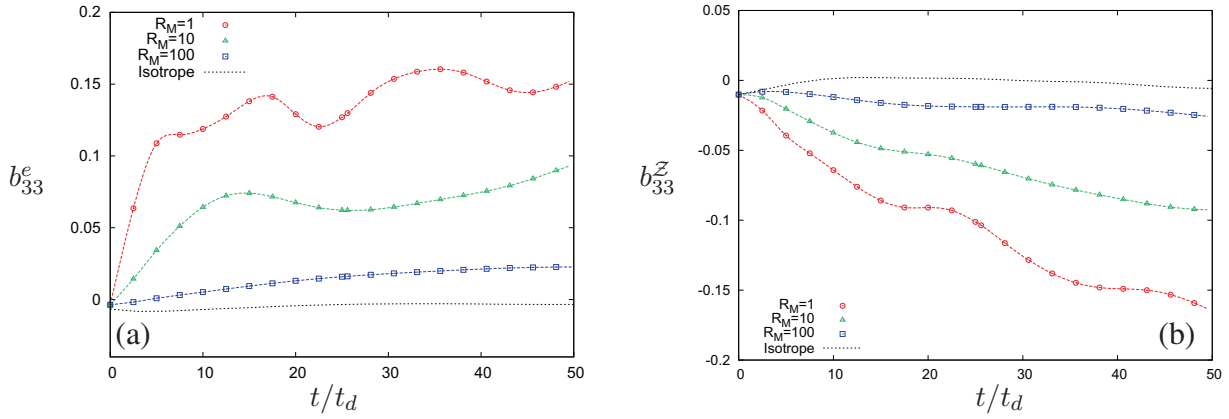 0.2
0.15
0.1
0.05
0
b^e_33
R_M=1
R_M=10
R_M=100
Isotrope
(a)
0 10 20 30 40 50
t/t_d
0.05
0
-0.05
-0.1
-0.15
-0.2
b^Z_33
R_M=1
R_M=10
R_M=100
Isotrope
(b)
0 10 20 30 40 50
t/t_d